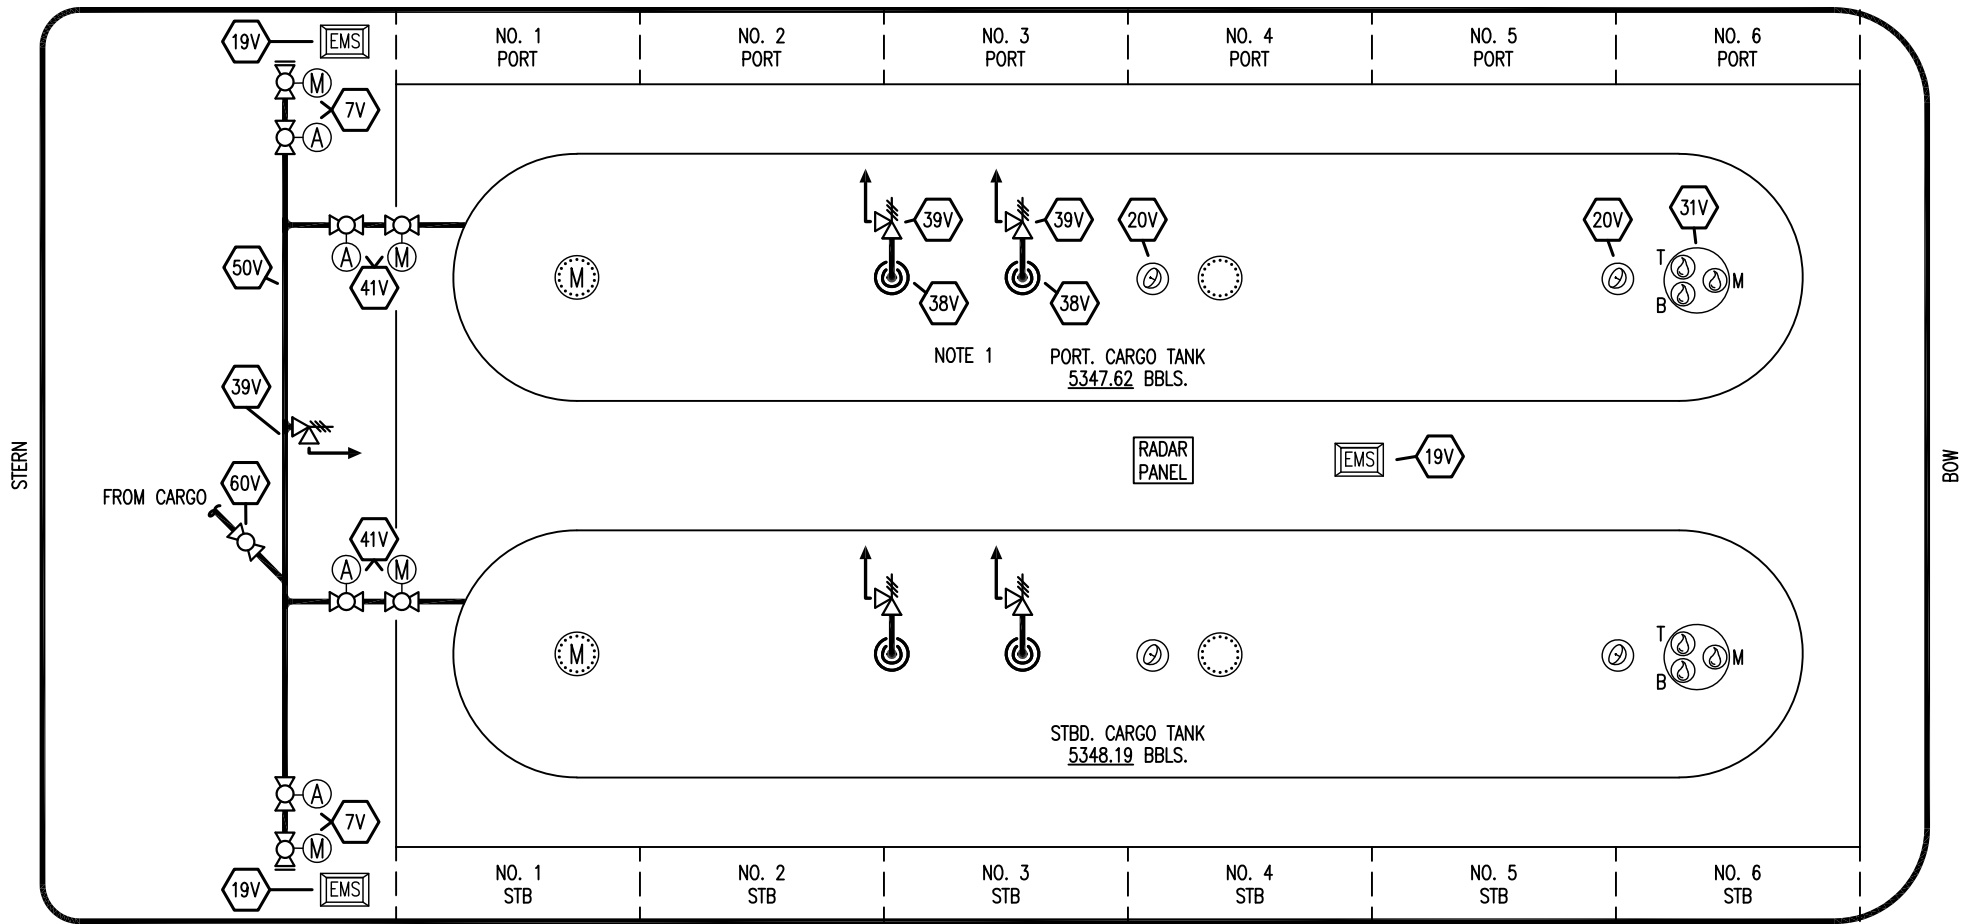 19V
EMS
NO. 1
PORT
NO. 2
PORT
NO. 3
PORT
NO. 4
PORT
NO. 5
PORT
NO. 6
PORT
M
7V
A
50V
A
M
41V
M
39V
39V
20V
20V
31V
38V
38V
T
M
B
NOTE 1
PORT. CARGO TANK
5347.62 BBLS.
39V
STERN
RADAR
PANEL
EMS
19V
BOW
60V
FROM CARGO
41V
A
M
M
T
M
B
STBD. CARGO TANK
5348.19 BBLS.
A
7V
M
19V
EMS
NO. 1
STB
NO. 2
STB
NO. 3
STB
NO. 4
STB
NO. 5
STB
NO. 6
STB